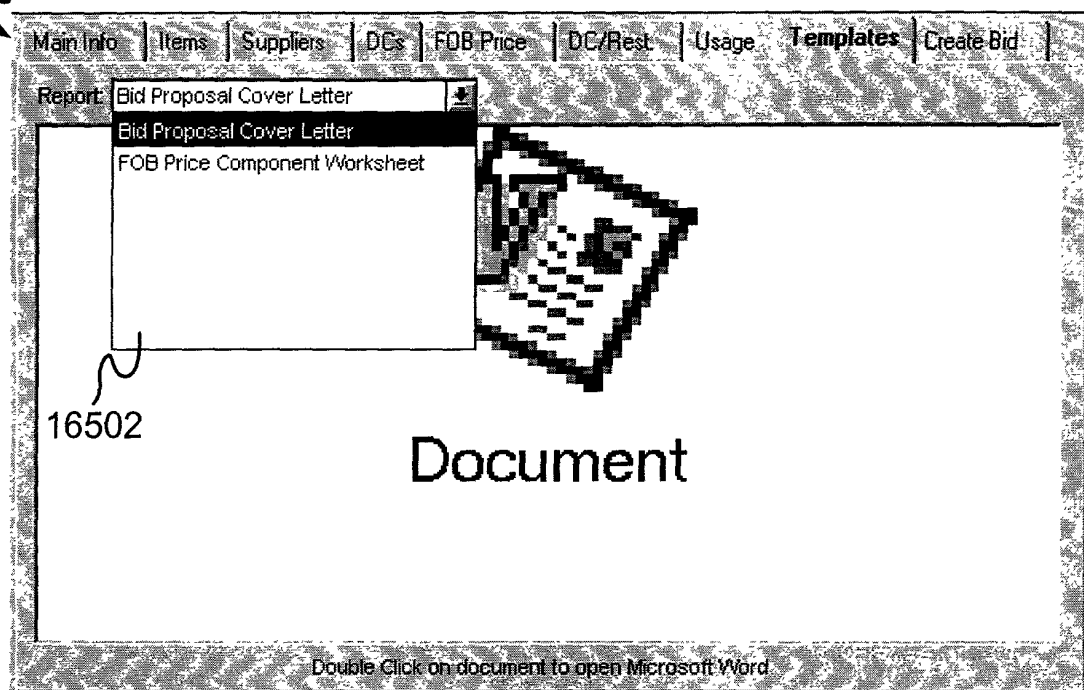 Main Info Items Suppliers DCs FOB Price DC/Rest. Usage Templates Create Bid
Report: Bid Proposal Cover Letter
Bid Proposal Cover Letter
FOB Price Component Worksheet
16502
Document
Double Click on document to open Microsoft Word